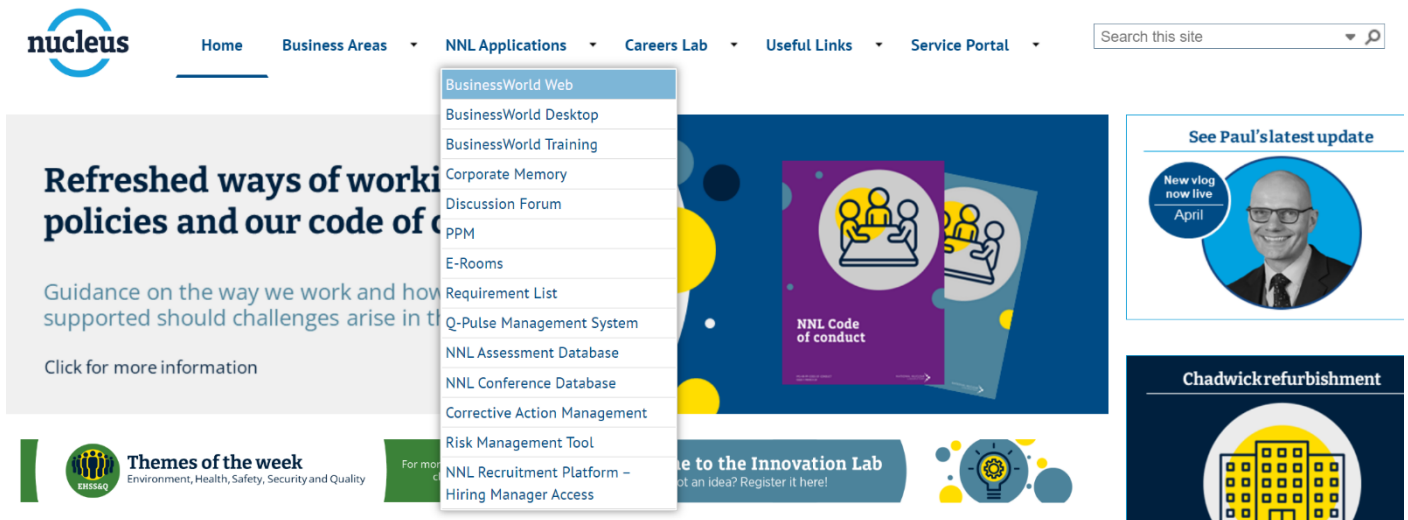 nucleus
Home
Business Areas
NNL Applications
Careers Lab
Useful Links
Service Portal
Search this site
BusinessWorld Web
BusinessWorld Desktop
BusinessWorld Training
Corporate Memory
Discussion Forum
PPM
E-Rooms
Requirement List
Q-Pulse Management System
NNL Assessment Database
NNL Conference Database
Corrective Action Management
Risk Management Tool
NNL Recruitment Platform –
Hiring Manager Access
Refreshed ways of worki
policies and our code of
Guidance on the way we work and how
supported should challenges arise in th
Click for more information
NNL Code
of conduct
See Paul's latest update
New vlog
now live
April
Chadwick refurbishment
EHSS&Q
Themes of the week
Environment, Health, Safety, Security and Quality
For mor
e to the Innovation Lab
ot an idea? Register it here!